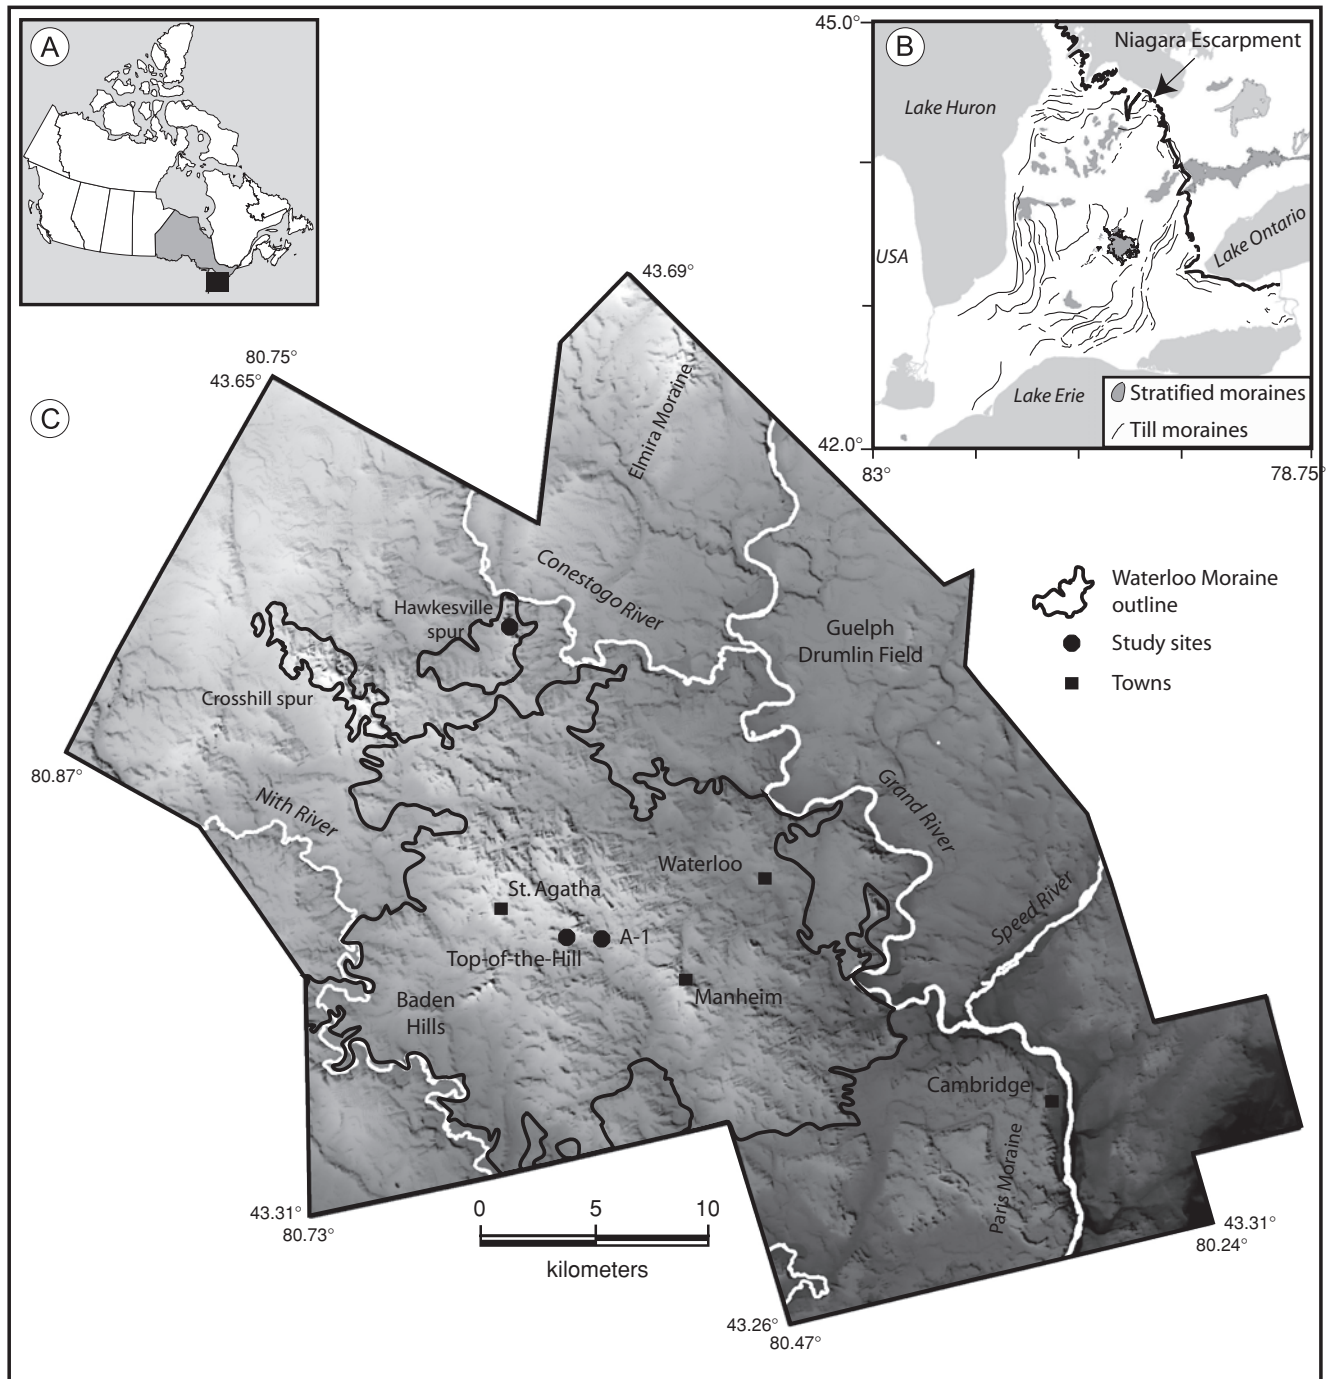 A
B
45.0°
Niagara Escarpment
Lake Huron
USA
Lake Ontario
Lake Erie
Stratified moraines
Till moraines
42.0°
83°
78.75°
C
43.69°
80.75°
43.65°
Elmira Moraine
Conestogo River
Hawkesville
spur
Guelph
Drumlin Field
Crosshill spur
Waterloo Moraine
outline
Study sites
Towns
80.87°
Nith River
Grand River
Waterloo
St. Agatha
Speed River
A-1
Top-of-the-Hill
Manheim
Baden
Hills
Cambridge
Paris Moraine
43.31°
80.73°
0 5 10
kilometers
43.31°
80.24°
43.26°
80.47°